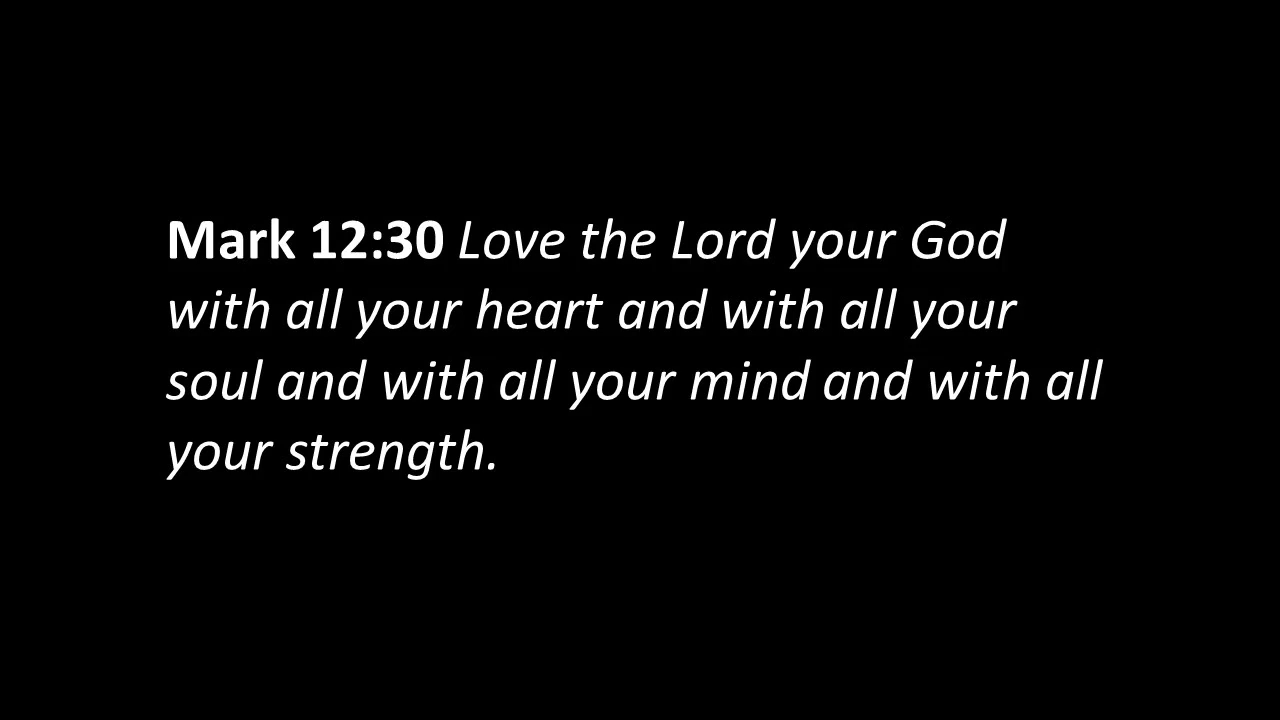 Mark 12:30 Love the Lord your God
with all your heart and with all your
soul and with all your mind and with all
your strength.